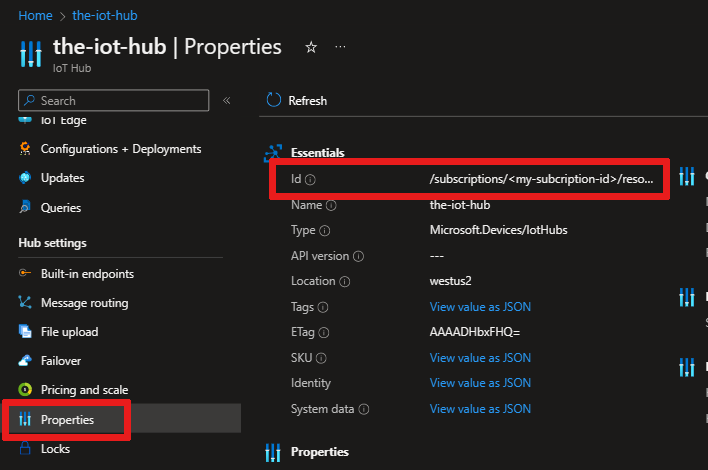 Home > the-iot-hub
the-iot-hub | Properties ☆ ...
IoT Hub
Search «
IoT Edge
Configurations + Deployments
Updates
Queries
Hub settings
Built-in endpoints
Message routing
File upload
Failover
Pricing and scale
Properties
Locks
Refresh
Essentials
Id /subscriptions/<my-subcription-id>/reso...
Name the-iot-hub
Type Microsoft.Devices/IotHubs
API version ---
Location westus2
Tags View value as JSON
ETag AAAADHbxFHQ=
SKU View value as JSON
Identity View value as JSON
System data View value as JSON
Properties